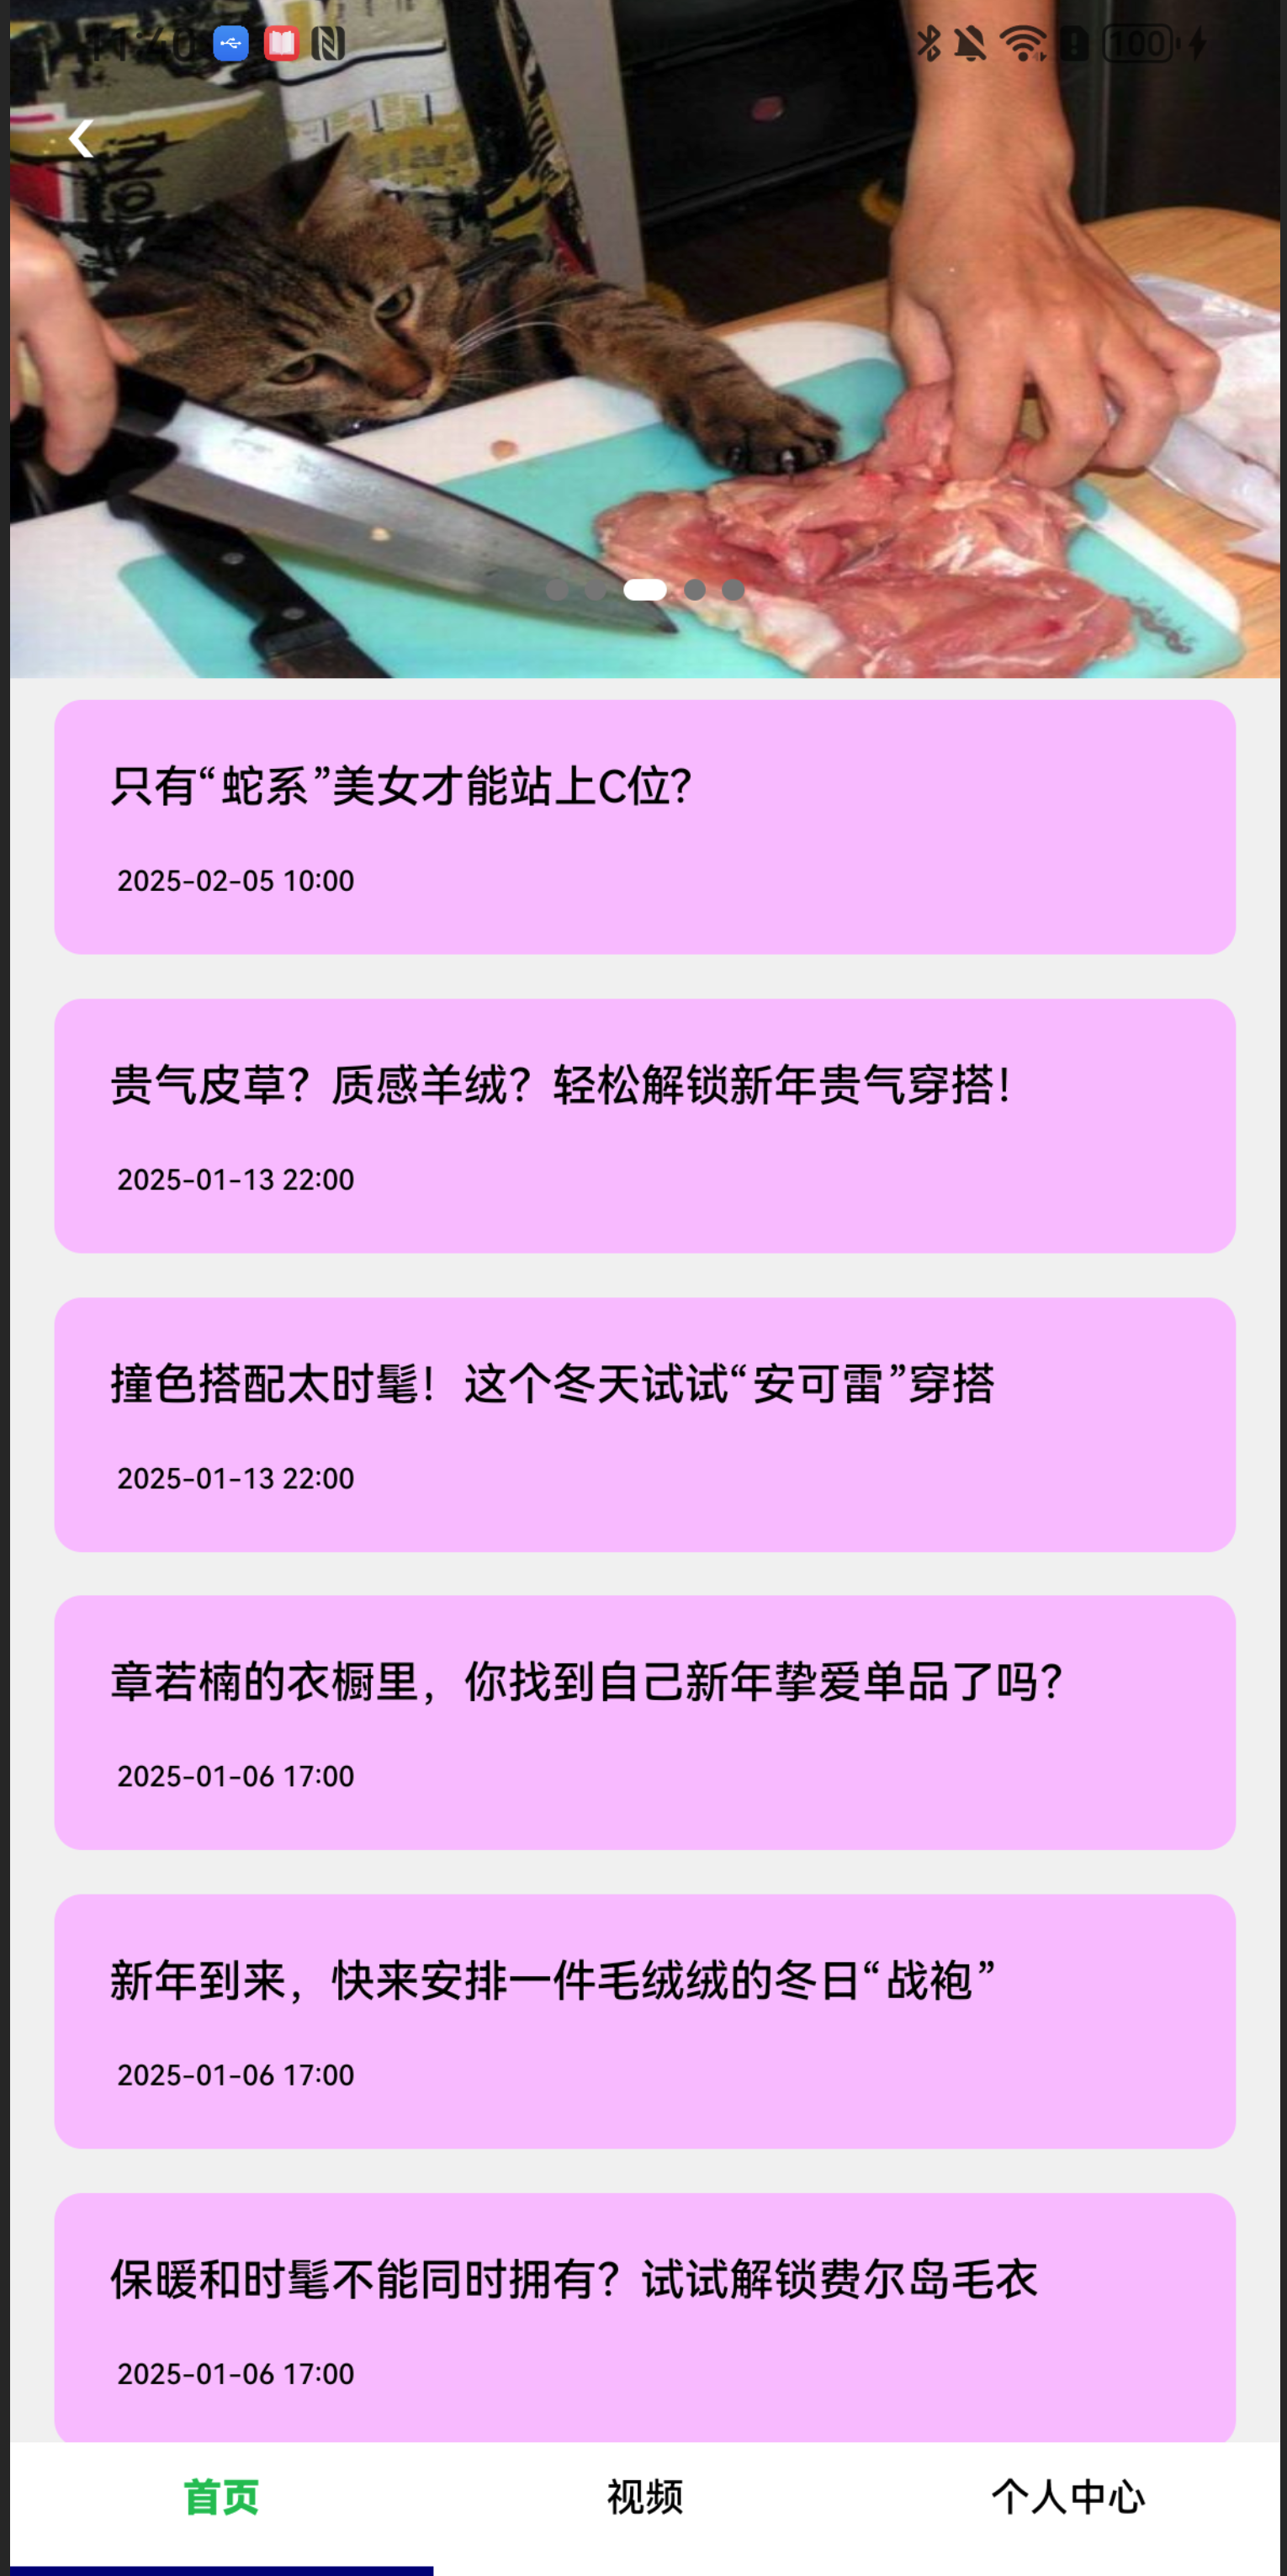 11:40
100
只有“蛇系”美女才能站上C位？
2025-02-05 10:00
贵气皮草？质感羊绒？轻松解锁新年贵气穿搭！
2025-01-13 22:00
撞色搭配太时髦！这个冬天试试“安可雷”穿搭
2025-01-13 22:00
章若楠的衣橱里，你找到自己新年挚爱单品了吗？
2025-01-06 17:00
新年到来，快来安排一件毛绒绒的冬日“战袍”
2025-01-06 17:00
保暖和时髦不能同时拥有？试试解锁费尔岛毛衣
2025-01-06 17:00
首页
视频
个人中心